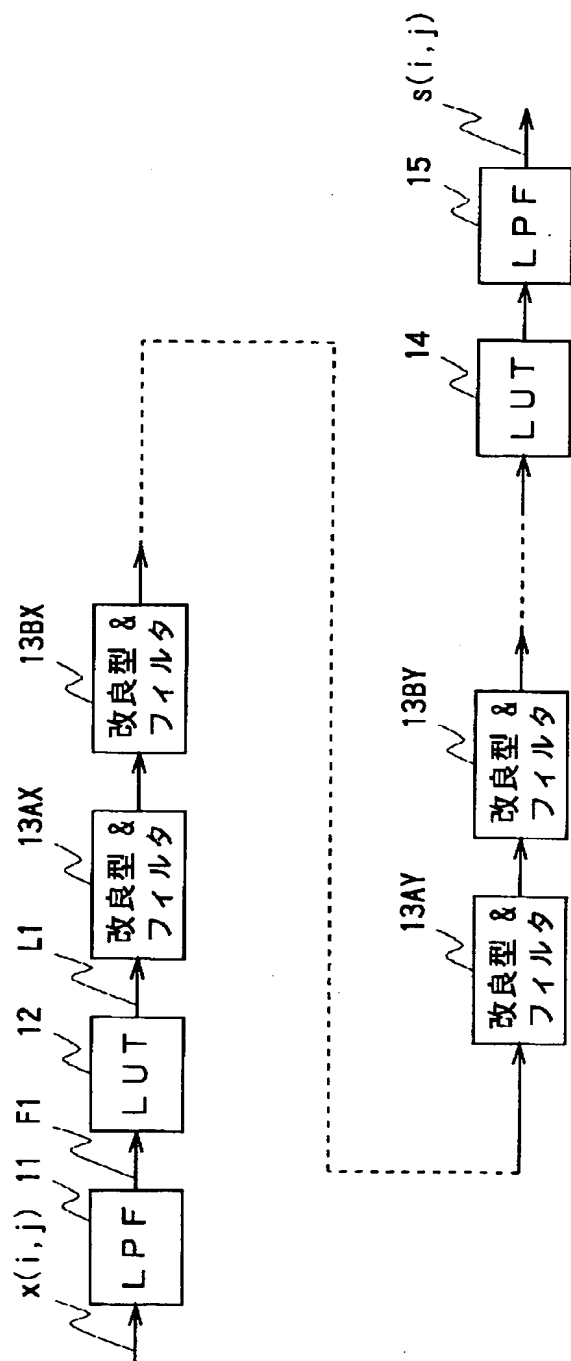 x(i,j)
11
F1
12
L1
13AX
13BX
LPF
LUT
改良型 &
フィルタ
改良型 &
フィルタ
13AY
13BY
14
15
s(i,j)
改良型 &
フィルタ
改良型 &
フィルタ
LUT
LPF